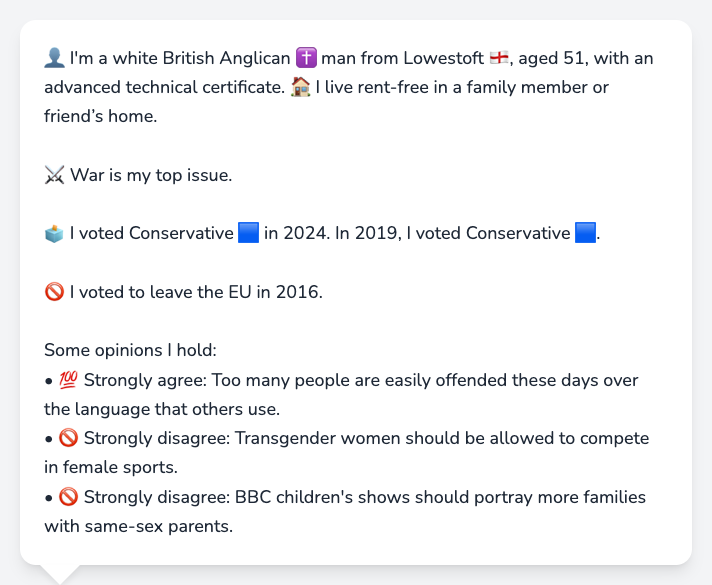 👤 I'm a white British Anglican ✝️ man from Lowestoft 🏴󠁧󠁢󠁥󠁮󠁧󠁿, aged 51, with an
advanced technical certificate. 🏠 I live rent-free in a family member or
friend’s home.
⚔️ War is my top issue.
🗳️ I voted Conservative 🟦 in 2024. In 2019, I voted Conservative 🟦.
🚫 I voted to leave the EU in 2016.
Some opinions I hold:
• 💯 Strongly agree: Too many people are easily offended these days over
the language that others use.
• 🚫 Strongly disagree: Transgender women should be allowed to compete
in female sports.
• 🚫 Strongly disagree: BBC children's shows should portray more families
with same-sex parents.